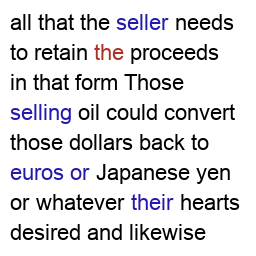 all that the seller needs
to retain the proceeds
in that form Those
selling oil could convert
those dollars back to
euros or Japanese yen
or whatever their hearts
desired and likewise